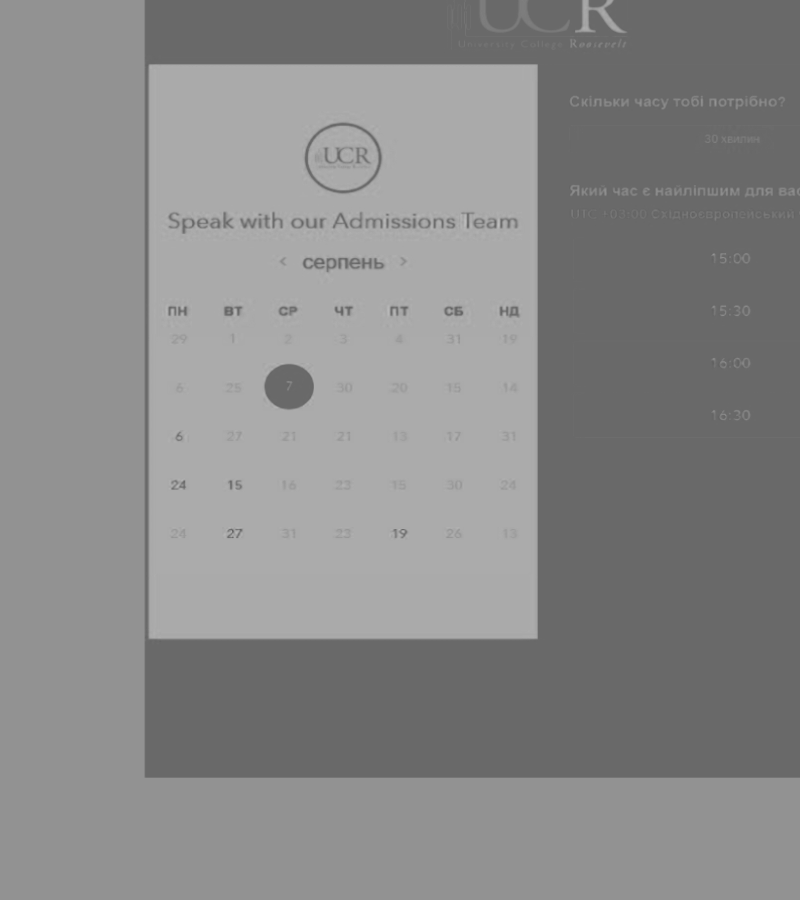 UCR
University College Roosevelt
UCR
Speak with our Admissions Team
< серпень >
ПН ВТ СР ЧТ ПТ СБ НД
29 1 2 3 4 31 19
6 25 7 30 20 15 14
6 27 21 21 13 17 31
24 15 16 23 15 30 24
24 27 31 23 19 26 13
Скільки часу тобі потрібно?
30 хвилин
Який час є найліпшим для вас
UTC +03:00 Східноєвропейський
15:00
15:30
16:00
16:30